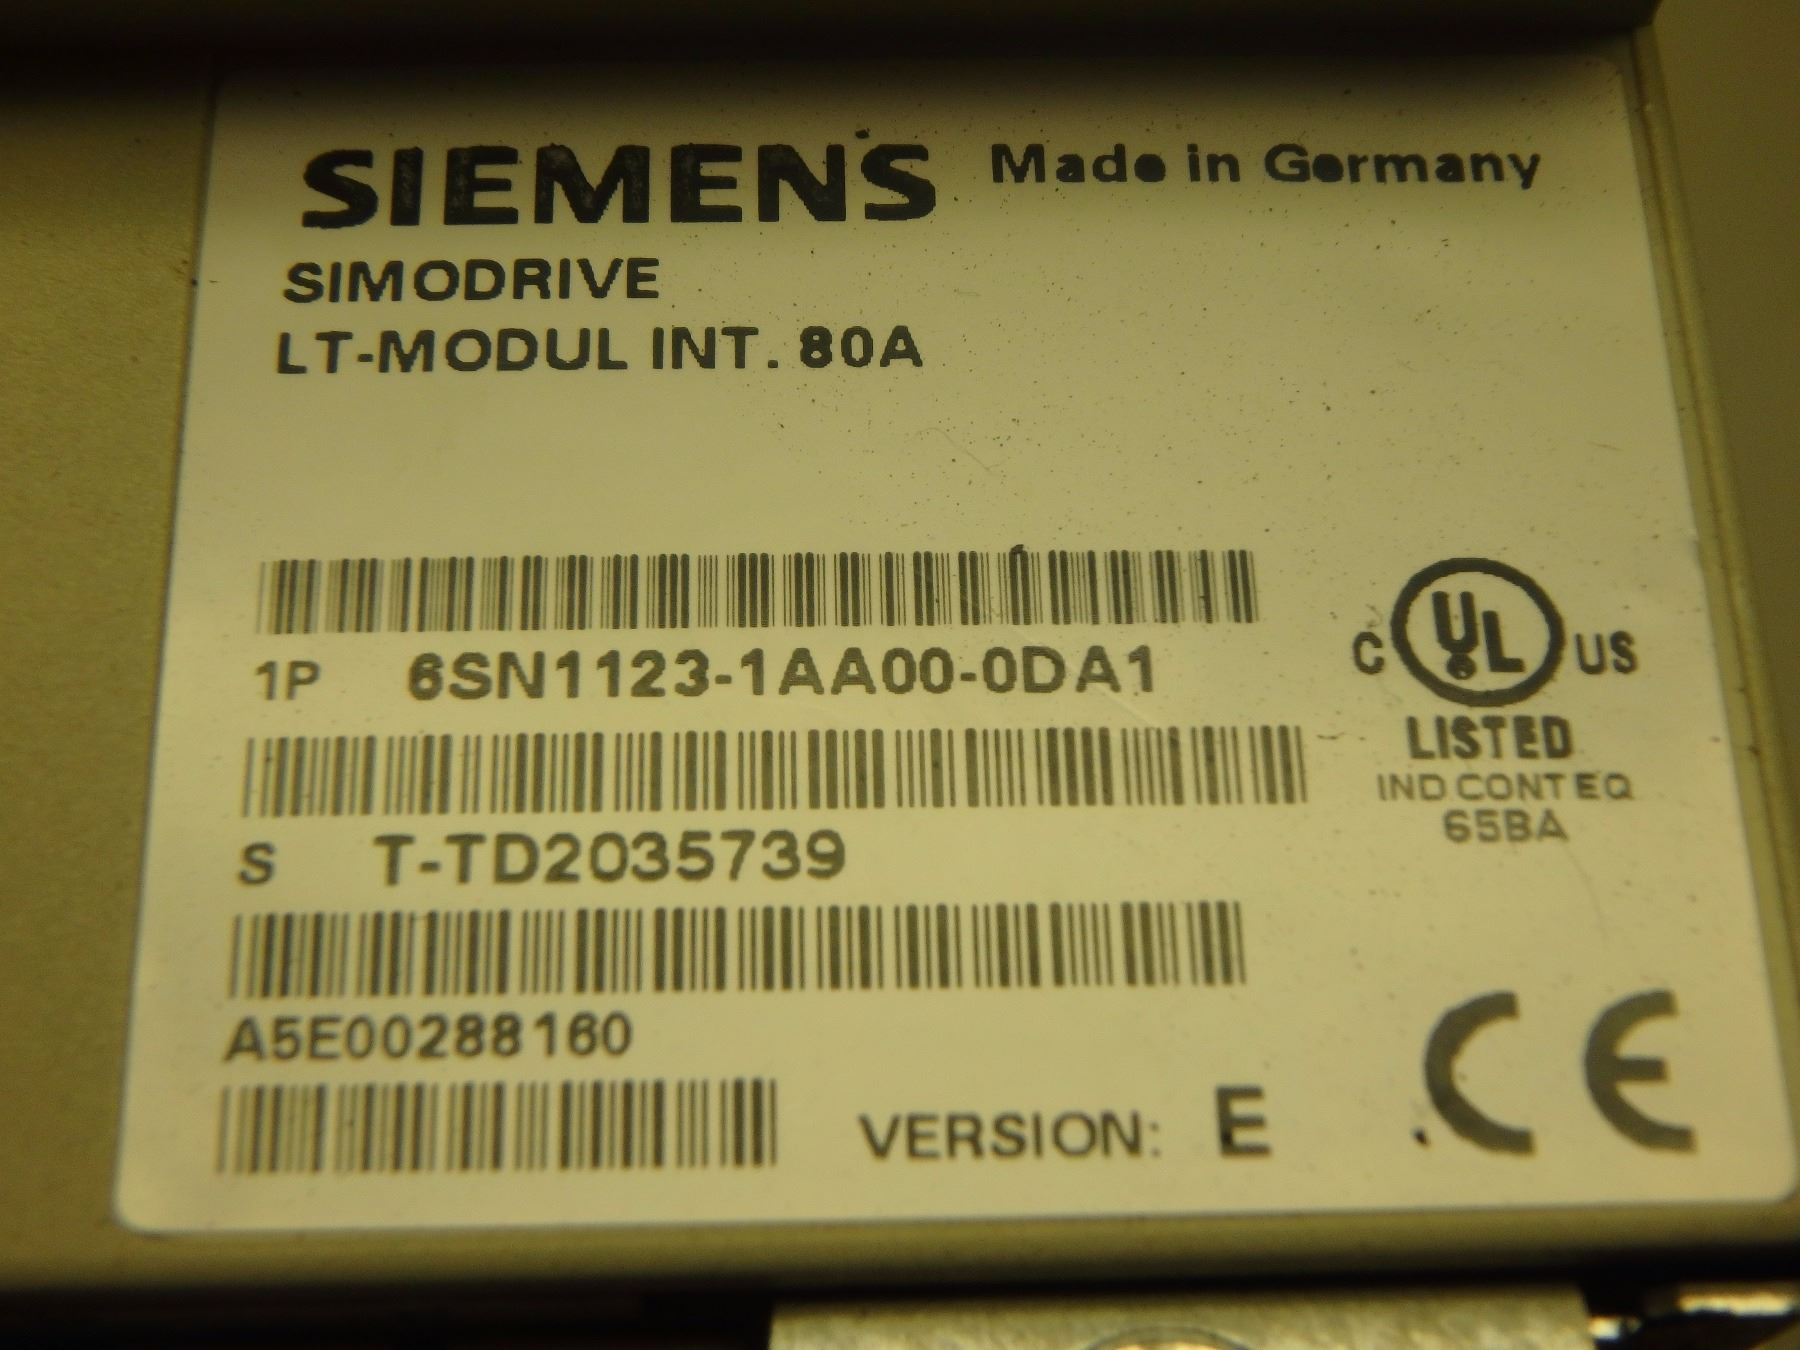 SIEMENS Made in Germany
SIMODRIVE
LT-MODUL INT. 80A
1P 6SN1123-1AA00-0DA1
C UL US
LISTED
IND CONT EQ
65BA
S T-TD2035739
A5E00288160
VERSION: E
CE